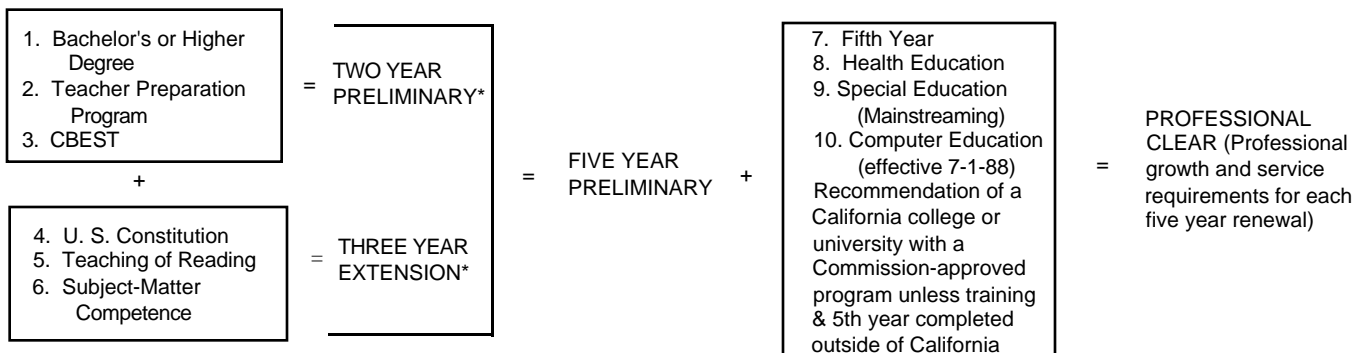 1. Bachelor's or Higher
Degree
2. Teacher Preparation
Program
3. CBEST
= TWO YEAR
PRELIMINARY*
+
4. U. S. Constitution
5. Teaching of Reading
6. Subject-Matter
Competence
= THREE YEAR
EXTENSION*
= FIVE YEAR
PRELIMINARY
+
7. Fifth Year
8. Health Education
9. Special Education
(Mainstreaming)
10. Computer Education
(effective 7-1-88)
Recommendation of a
California college or
university with a
Commission-approved
program unless training
& 5th year completed
outside of California
=
PROFESSIONAL
CLEAR (Professional
growth and service
requirements for each
five year renewal)